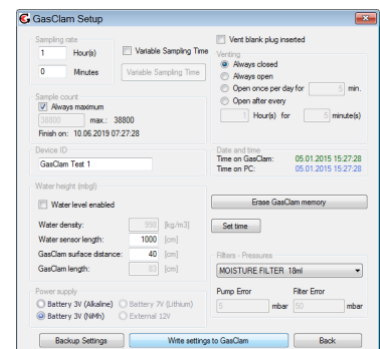 GasClam Setup
Sampling rate
1 Hour(s)
0 Minutes
Variable Sampling Time
Variable Sampling Time
Sample count
Always maximum
38800 max.: 38800
Finish on: 10.06.2019 07:27:28
Device ID
GasClam Test 1
Water height (mbgl)
Water level enabled
Water density: 998 [kg/m3]
Water sensor length: 1000 [cm]
GasClam surface distance: 40 [cm]
GasClam length: 83 [cm]
Power supply
Battery 3V (Alkaline) Battery 7V (Lithium)
Battery 3V (NiMh) External 12V
Vent blank plug inserted
Venting
Always closed
Always open
Open once per day for 5 min.
Open after every
1 Hour(s) for 5 minute(s)
Date and time
Time on GasClam: 05.01.2015 15:27:28
Time on PC: 05.01.2015 15:27:28
Erase GasClam memory
Set time
Filters - Pressures
MOISTURE FILTER 18ml
Pump Error Filter Error
5 mbar 50 mbar
Backup Settings Write settings to GasClam Back